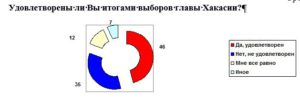 Удовлетворены ли Вы итогами выборов главы Хакасии?¶
7
12
46
35
Да, удовлетворен
Нет, не удовлетворен
Мне все равно
Иное